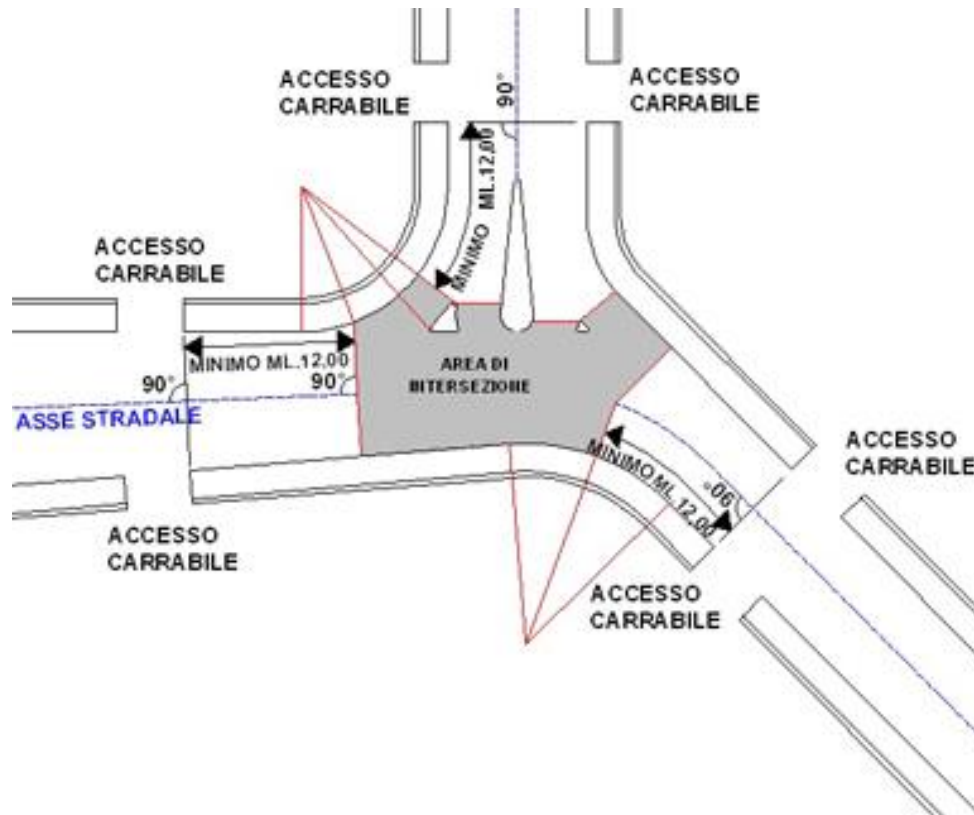 ACCESSO
CARRABILE
ACCESSO
CARRABILE
90°
MINIMO ML.12,00
ACCESSO
CARRABILE
MINIMO ML.12,00
90°
90°
ASSE STRADALE
AREA DI
INTERSEZIONE
ACCESSO
CARRABILE
MINIMO ML.12,00
90°
ACCESSO
CARRABILE
ACCESSO
CARRABILE